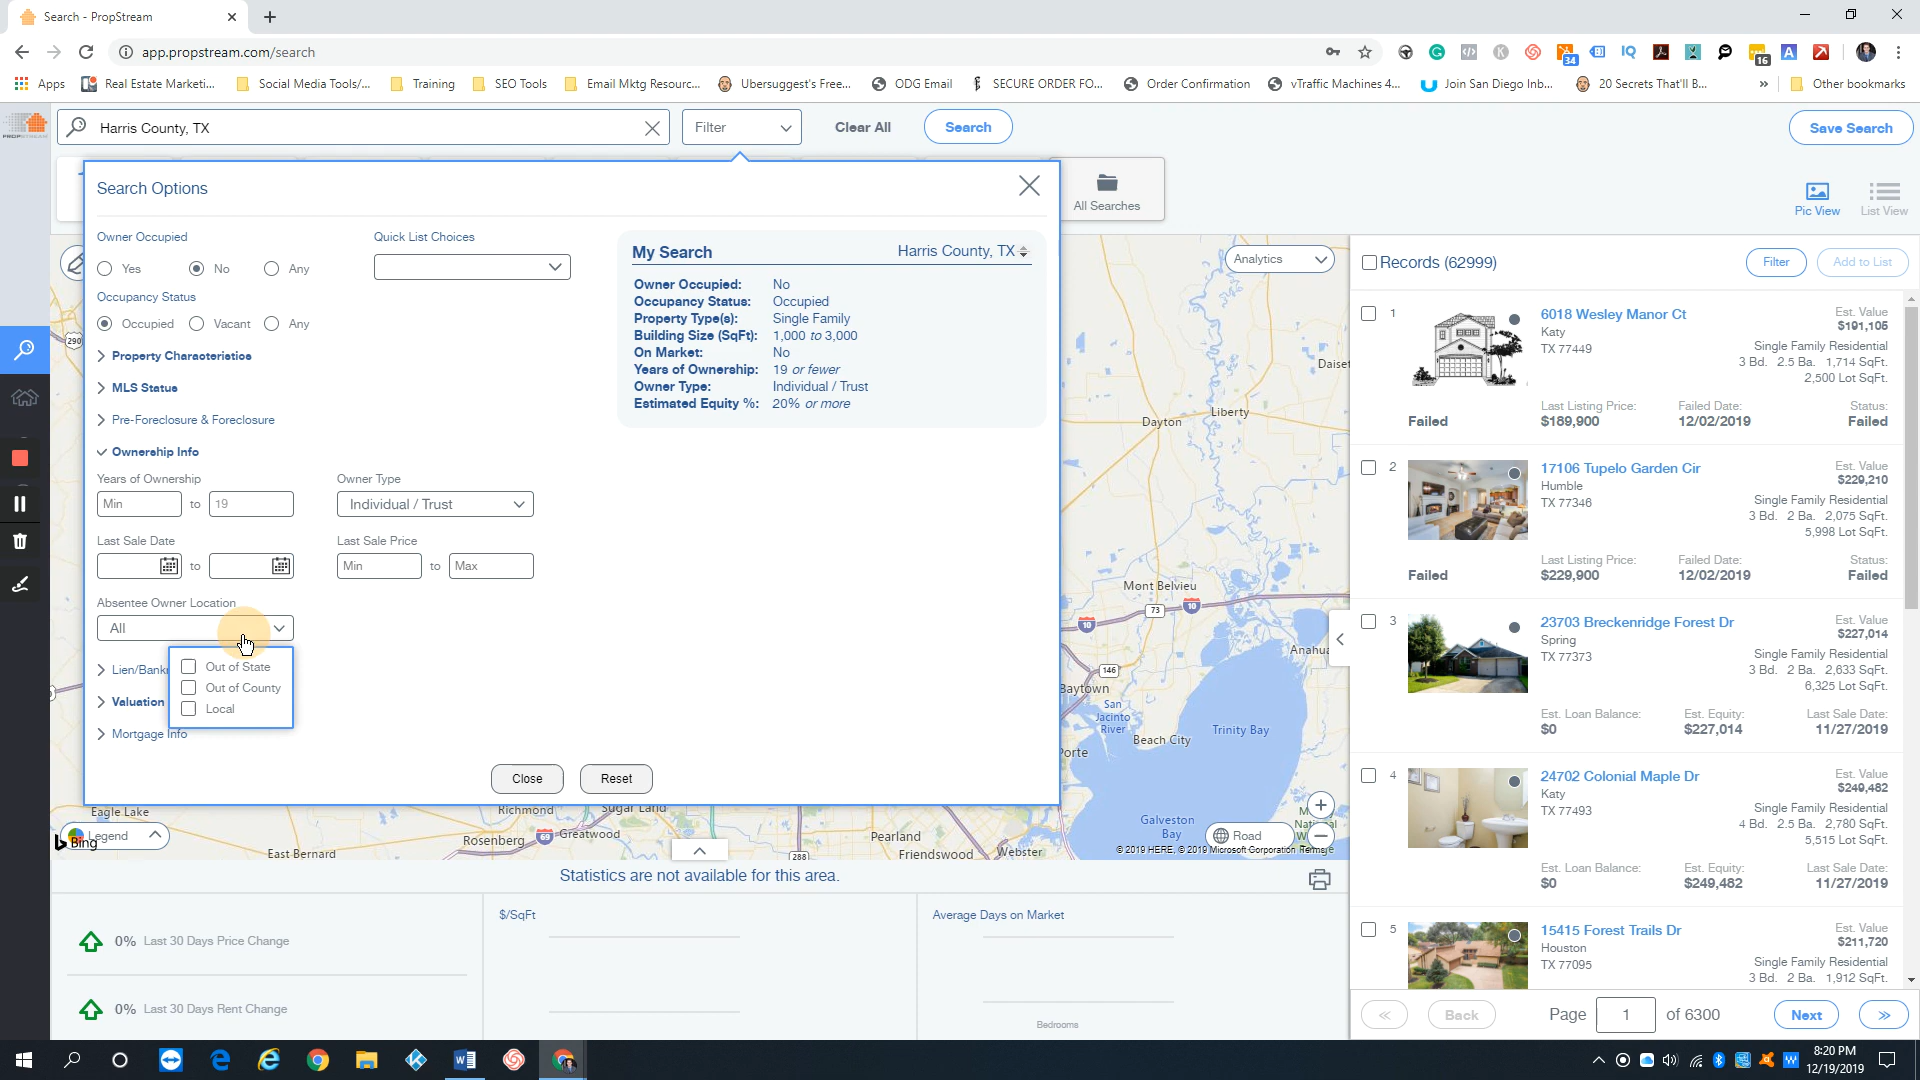 Search - PropStream
app.propstream.com/search
34
16
Apps
Real Estate Marketi...
Social Media Tools/...
Training
SEO Tools
Email Mktg Resourc...
Ubersuggest's Free...
ODG Email
SECURE ORDER FO...
Order Confirmation
vTraffic Machines 4...
Join San Diego Inb...
20 Secrets That'll B...
Other bookmarks
PROPSTREAM
Harris County, TX
Filter
Clear All
Search
Save Search
All Searches
Pic View
List View
Search Options
Owner Occupied
Yes
No
Any
Quick List Choices
Occupancy Status
Occupied
Vacant
Any
Property Characteristics
MLS Status
Pre-Foreclosure & Foreclosure
Ownership Info
Years of Ownership
Min
to
19
Owner Type
Individual / Trust
Last Sale Date
to
Last Sale Price
Min
to
Max
Absentee Owner Location
All
Out of State
Out of County
Local
Lien/Bankr
Valuation
Mortgage Info
Close
Reset
My Search
Harris County, TX
Owner Occupied: No
Occupancy Status: Occupied
Property Type(s): Single Family
Building Size (SqFt): 1,000 to 3,000
On Market: No
Years of Ownership: 19 or fewer
Owner Type: Individual / Trust
Estimated Equity %: 20% or more
Analytics
290
Daiset
Liberty
Dayton
Mont Belvieu
73
10
10
146
Anahua
Baytown
San
Jacinto
River
Beach City
Trinity Bay
Porte
Eagle Lake
Richmond
Sugar Land
Rosenberg
69
Greatwood
Pearland
Galveston
Bay
East Bernard
288
Friendswood
Webster
Legend
Bing
Road
© 2019 HERE, © 2019 Microsoft Corporation Terms
Records (62999)
Filter
Add to List
1
6018 Wesley Manor Ct
Katy
TX 77449
Est. Value
$191,105
Single Family Residential
3 Bd. 2.5 Ba. 1,714 SqFt.
2,500 Lot SqFt.
Failed
Last Listing Price:
$189,900
Failed Date:
12/02/2019
Status:
Failed
2
17106 Tupelo Garden Cir
Humble
TX 77346
Est. Value
$229,210
Single Family Residential
3 Bd. 2 Ba. 2,075 SqFt.
5,998 Lot SqFt.
Failed
Last Listing Price:
$229,900
Failed Date:
12/02/2019
Status:
Failed
3
23703 Breckenridge Forest Dr
Spring
TX 77373
Est. Value
$227,014
Single Family Residential
3 Bd. 2 Ba. 2,633 SqFt.
6,325 Lot SqFt.
Est. Loan Balance:
$0
Est. Equity:
$227,014
Last Sale Date:
11/27/2019
4
24702 Colonial Maple Dr
Katy
TX 77493
Est. Value
$249,482
Single Family Residential
4 Bd. 2.5 Ba. 2,780 SqFt.
5,515 Lot SqFt.
Est. Loan Balance:
$0
Est. Equity:
$249,482
Last Sale Date:
11/27/2019
5
15415 Forest Trails Dr
Houston
TX 77095
Est. Value
$211,720
Single Family Residential
3 Bd. 2 Ba. 1,912 SqFt.
Back
Page
1
of 6300
Next
Statistics are not available for this area.
0% Last 30 Days Price Change
0% Last 30 Days Rent Change
$/SqFt
Average Days on Market
Bedrooms
8:20 PM
12/19/2019